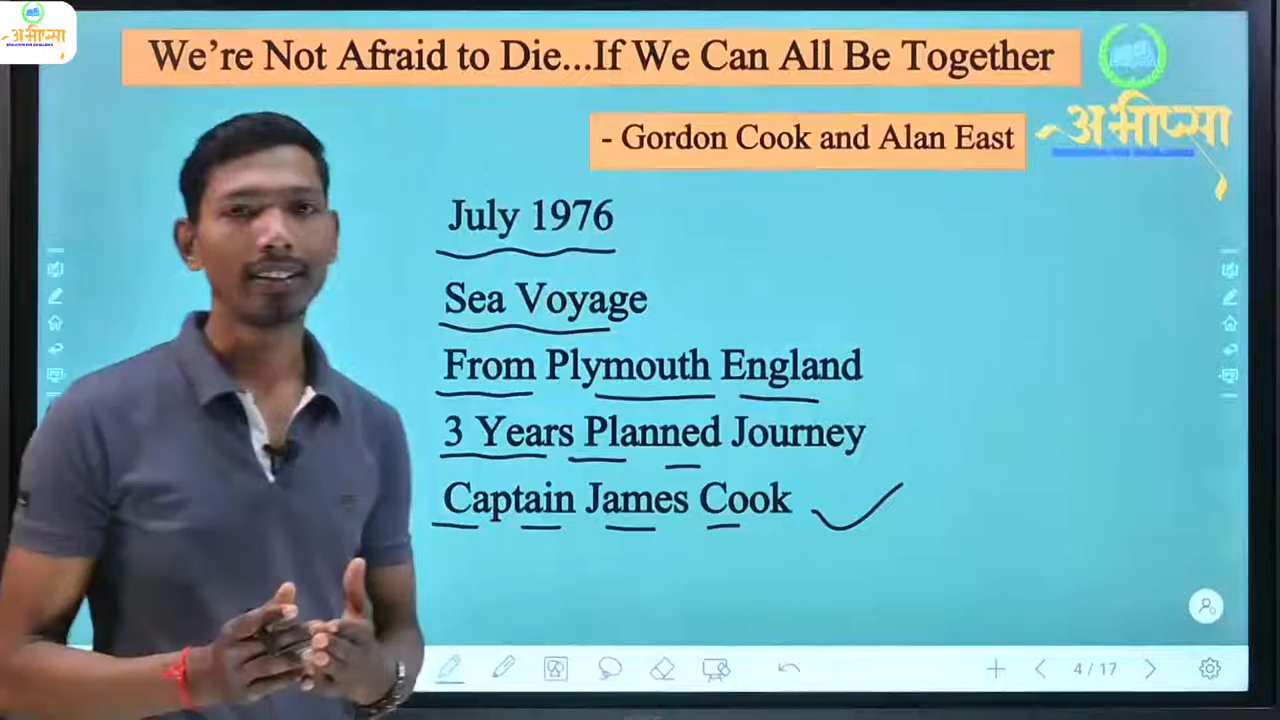 अभीप्सा
We're Not Afraid to Die...If We Can All Be Together
- Gordon Cook and Alan East
अभीप्सा
July 1976
Sea Voyage
From Plymouth England
3 Years Planned Journey
Captain James Cook
4 / 17